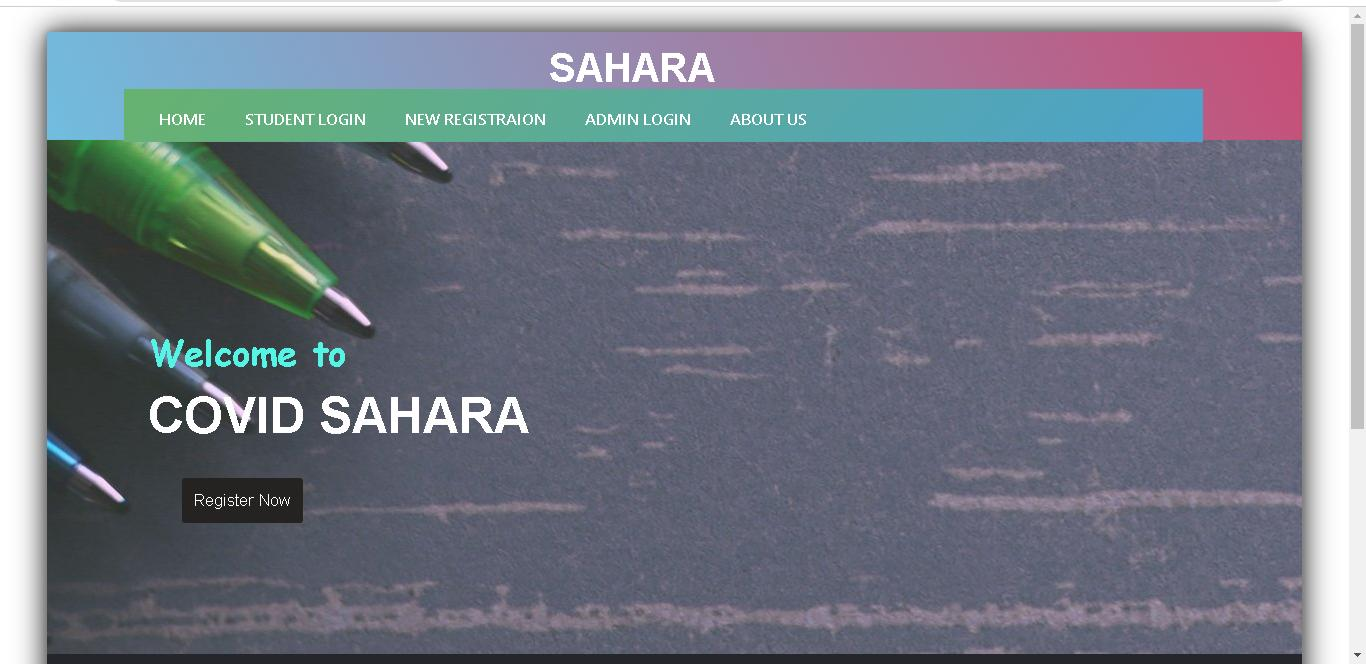 SAHARA
HOME STUDENT LOGIN NEW REGISTRAION ADMIN LOGIN ABOUT US
Welcome to
COVID SAHARA
Register Now